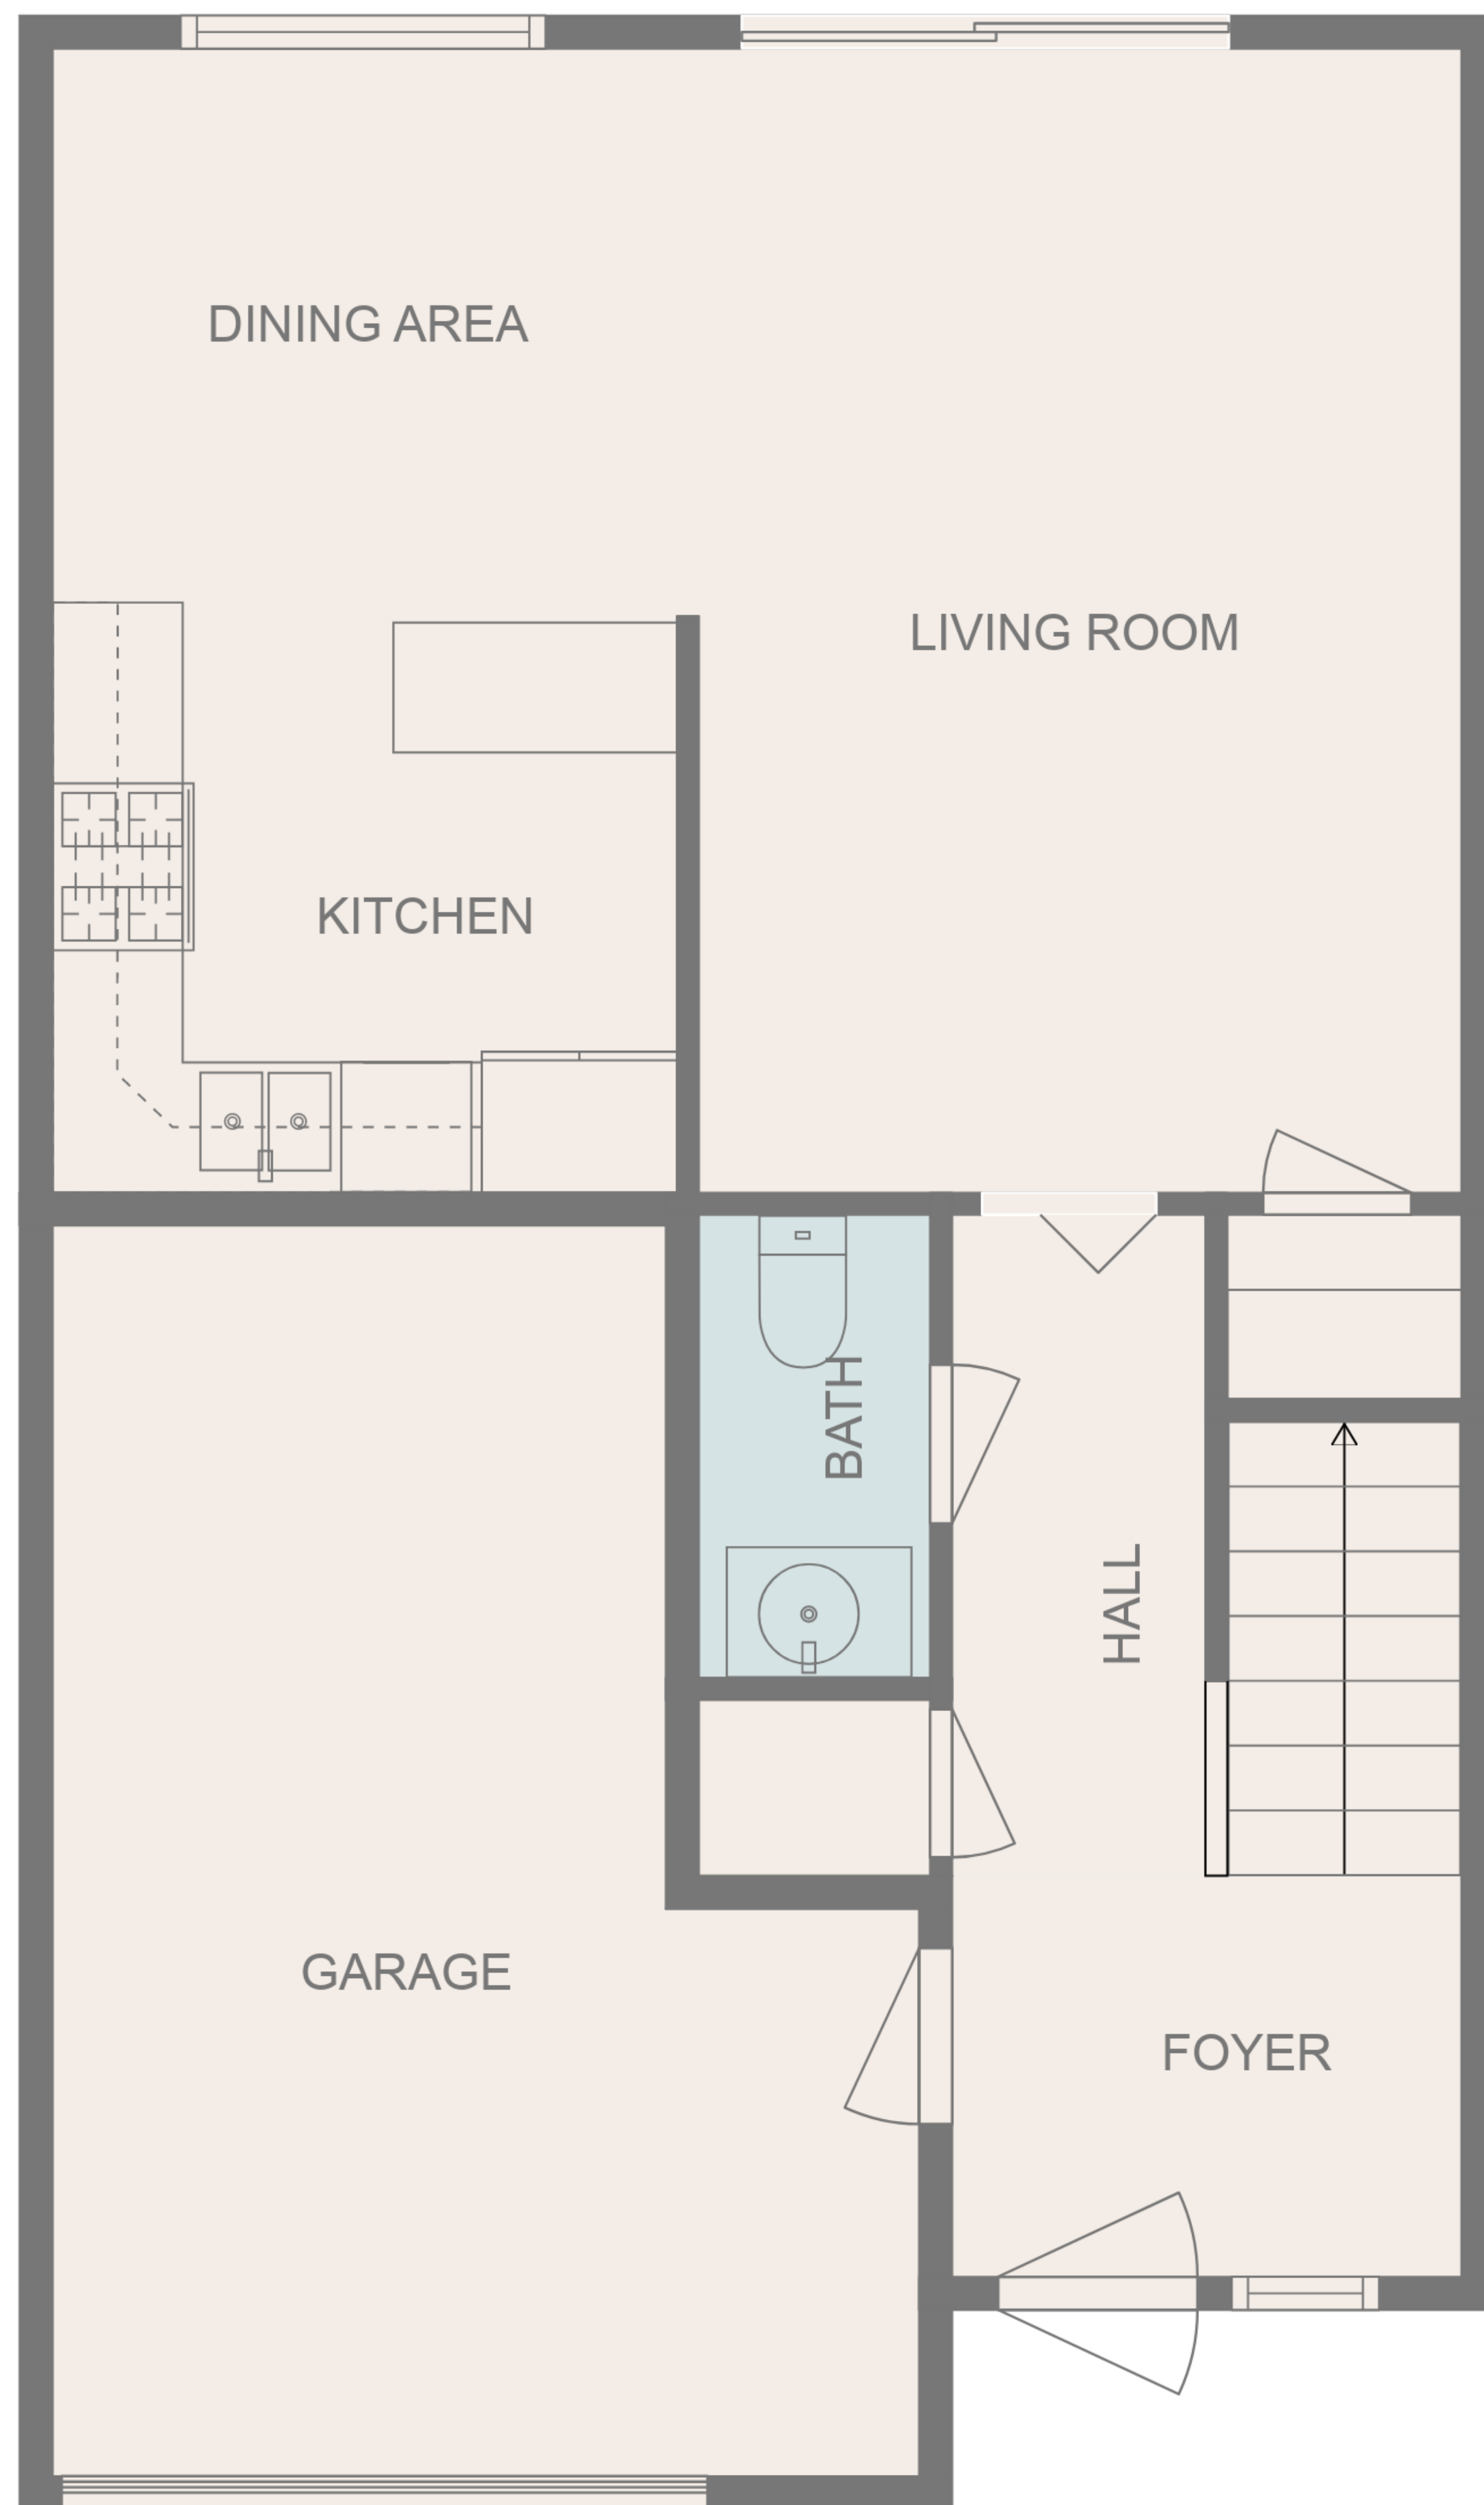 DINING AREA
LIVING ROOM
KITCHEN
BATH
HALL
GARAGE
FOYER